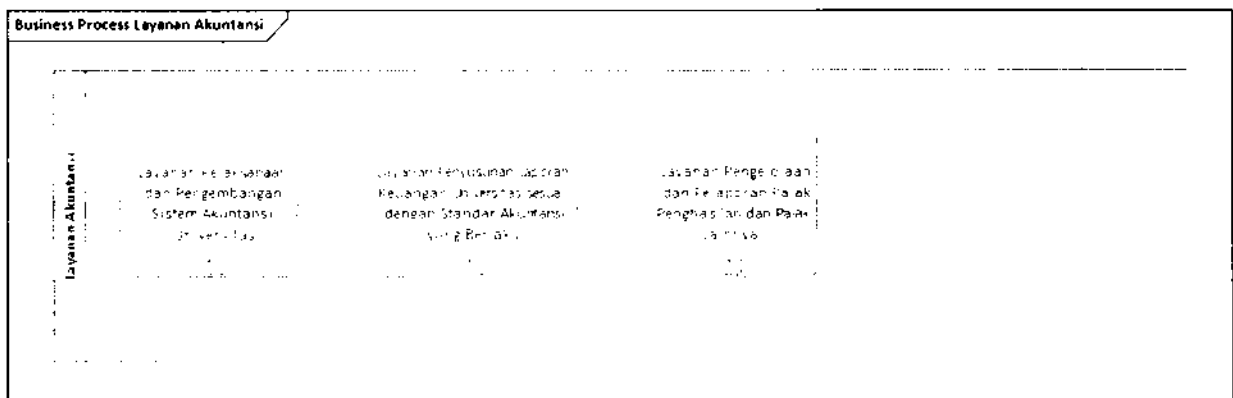 Business Process Layanan Akuntansi
Layanan Akuntansi
Layanan Pelaksanaan
dan Pengembangan
Sistem Akuntansi
Universitas
Layanan Penyusunan Laporan
Keuangan Universitas sesuai
dengan Standar Akuntansi
yang Berlaku
Layanan Pengelolaan
dan Pelaporan Pajak
Penghasilan dan Pajak
Lainnya